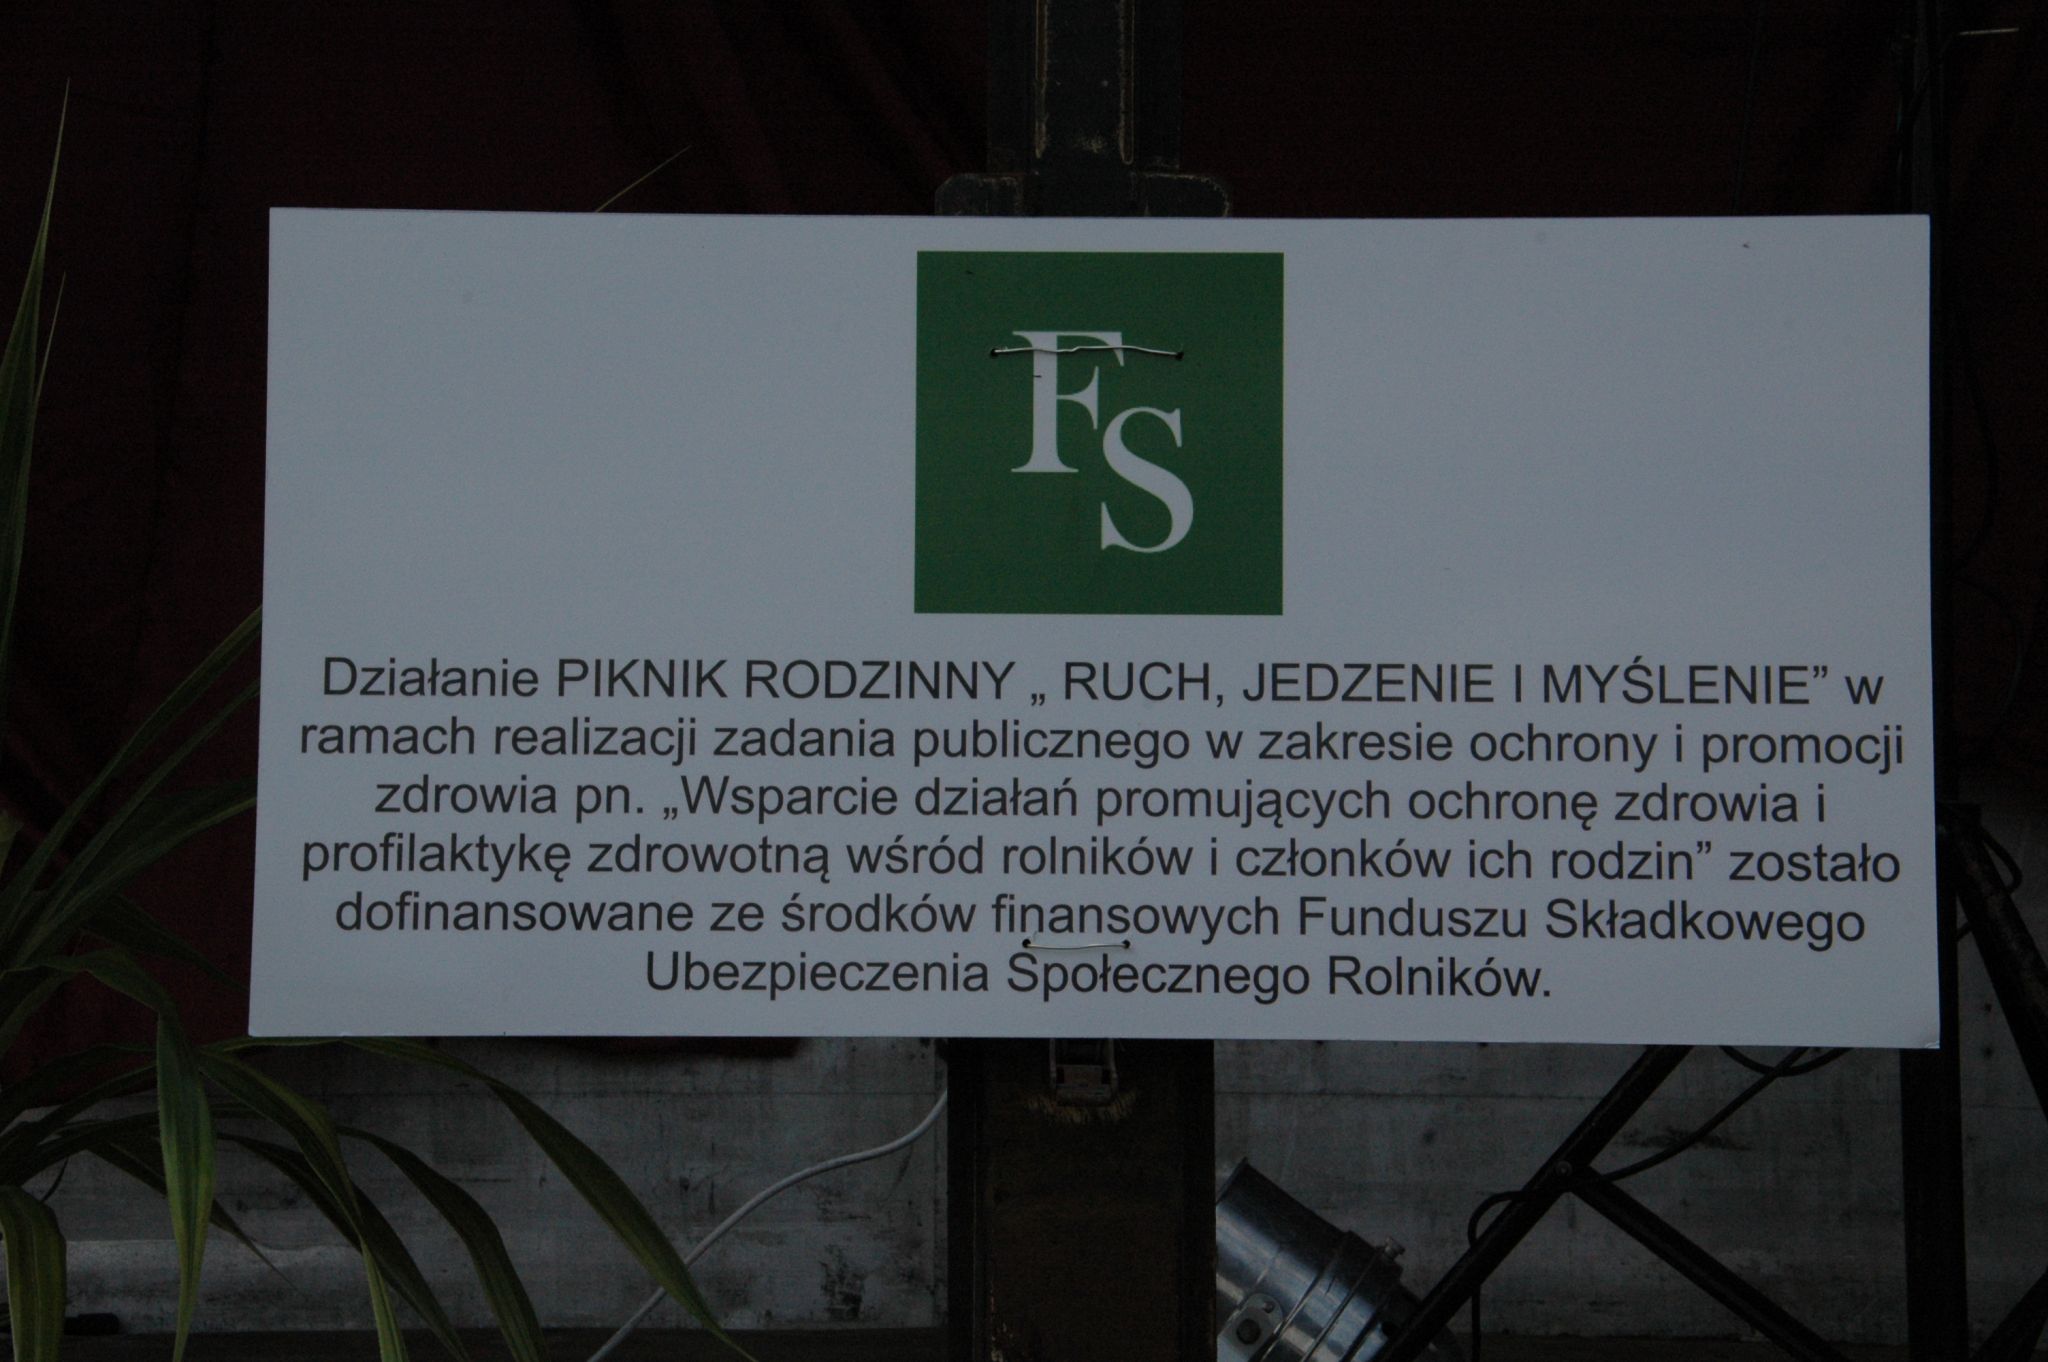 FS
Działanie PIKNIK RODZINNY „ RUCH, JEDZENIE I MYŚLENIE” w
ramach realizacji zadania publicznego w zakresie ochrony i promocji
zdrowia pn. „Wsparcie działań promujących ochronę zdrowia i
profilaktykę zdrowotną wśród rolników i członków ich rodzin” zostało
dofinansowane ze środków finansowych Funduszu Składkowego
Ubezpieczenia Społecznego Rolników.